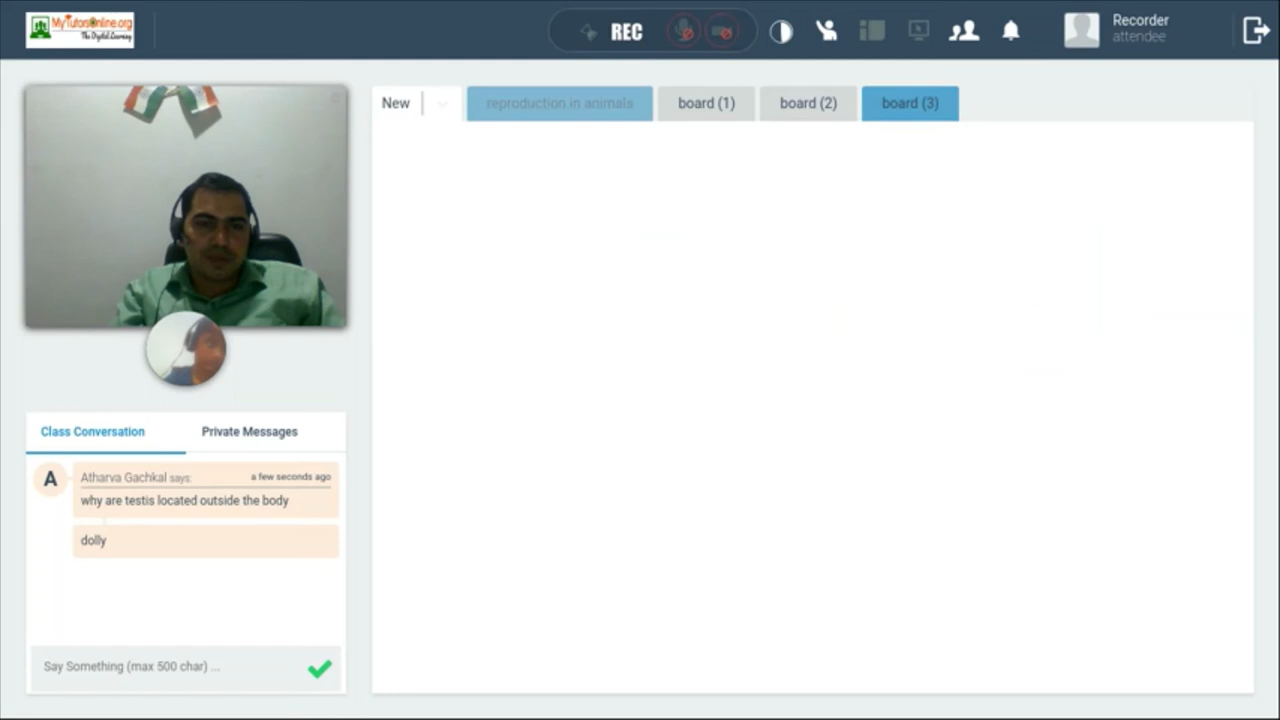 MyTutorsOnline.org
The Digital Learning
REC
Recorder
attendee
New
reproduction in animals
board (1)
board (2)
board (3)
Class Conversation
Private Messages
A
Atharva Gachkal says:
a few seconds ago
why are testis located outside the body
dolly
Say Something (max 500 char) ...